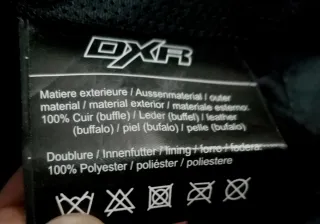 DXR
Matiere exterieure / Aussenmaterial / outer
material / material exterior / materiale esterno:
100% Cuir (buffle) / Leder (buffel) / leather
(buffalo) / piel (bufalo) / pelle (bufalo)
Doublure / Innenfutter / lining / forro / fodera:
100% Polyester / poliéster / poliestere